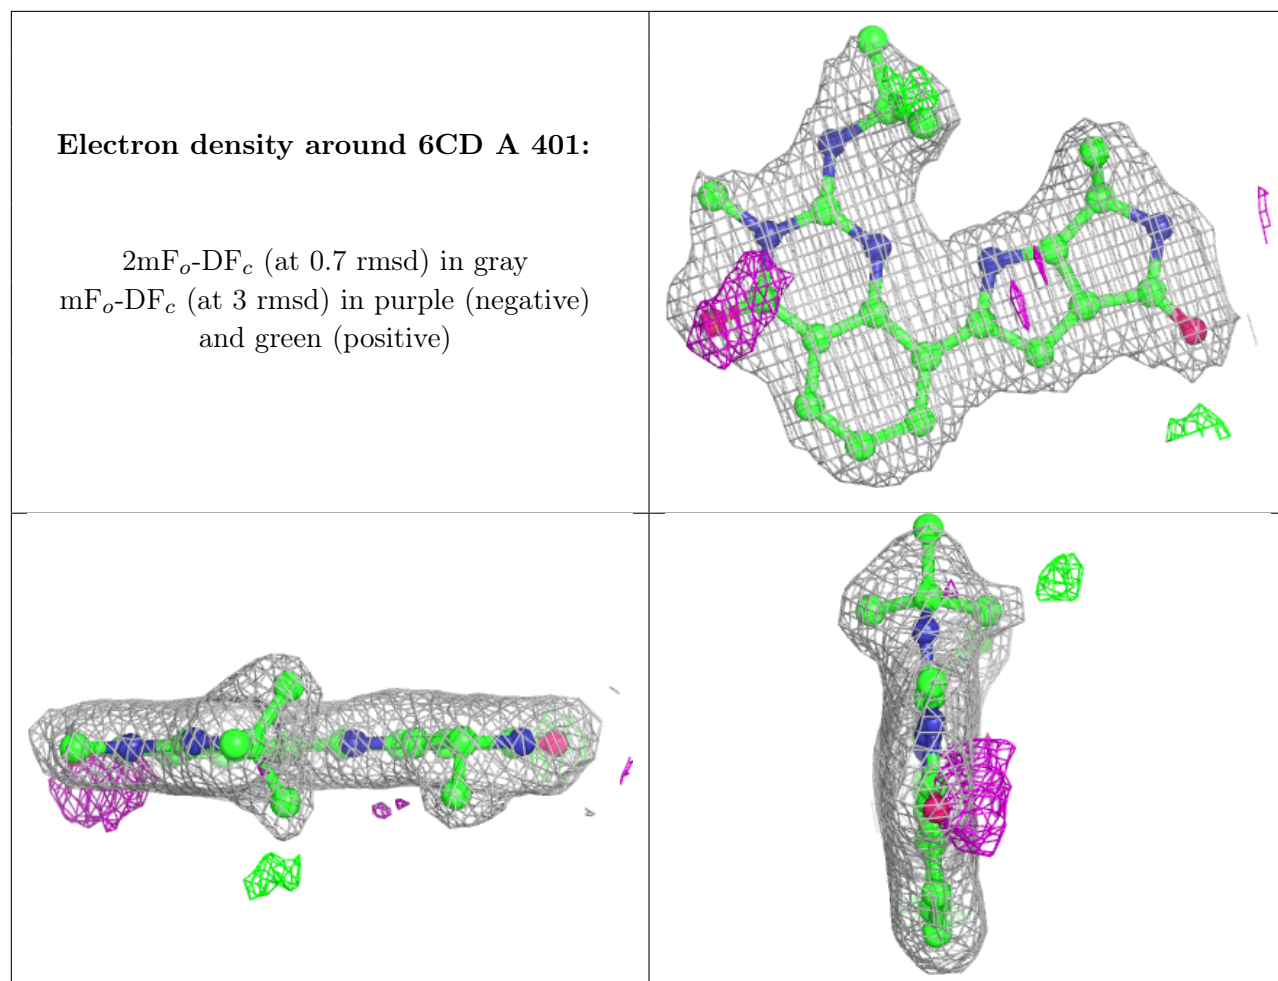 Electron density around 6CD A 401:
2mFo-DFc (at 0.7 rmsd) in gray
mFo-DFc (at 3 rmsd) in purple (negative)
and green (positive)